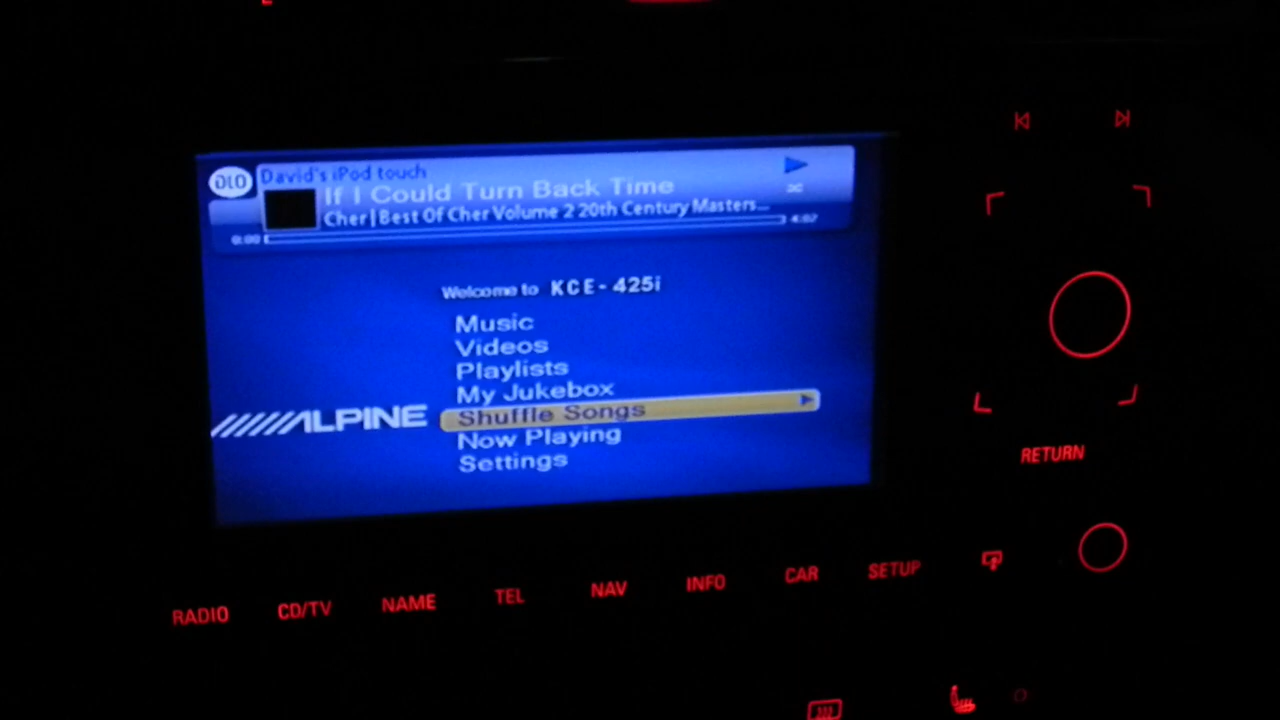 DLO
David's iPod touch
If I Could Turn Back Time
Cher | Best Of Cher Volume 2 20th Century Masters...
0:00
4:02
Welcome to KCE-425i
Music
Videos
Playlists
My Jukebox
Shuffle Songs
ALPINE
Now Playing
Settings
RETURN
RADIO CD/TV NAME TEL NAV INFO CAR SETUP